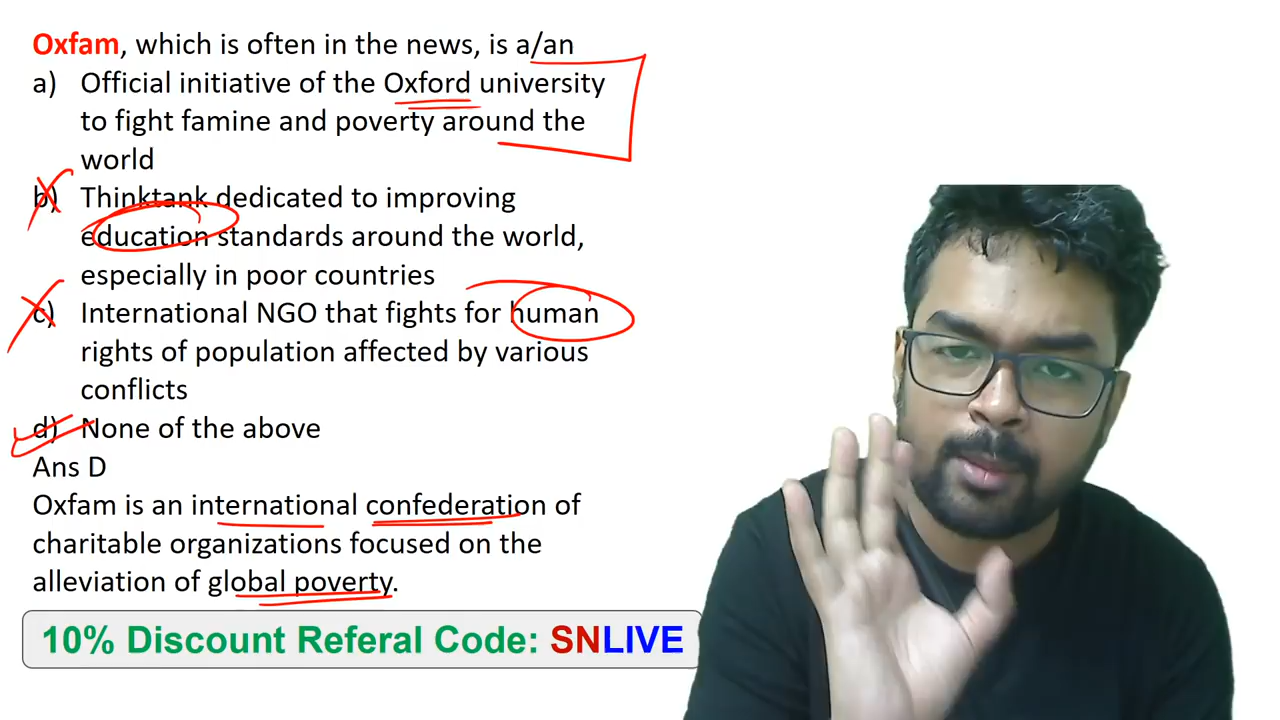 Oxfam, which is often in the news, is a/an
a) Official initiative of the Oxford university
to fight famine and poverty around the
world
b) Thinktank dedicated to improving
education standards around the world,
especially in poor countries
c) International NGO that fights for human
rights of population affected by various
conflicts
d) None of the above
Ans D
Oxfam is an international confederation of
charitable organizations focused on the
alleviation of global poverty.
10% Discount Referal Code: SNLIVE